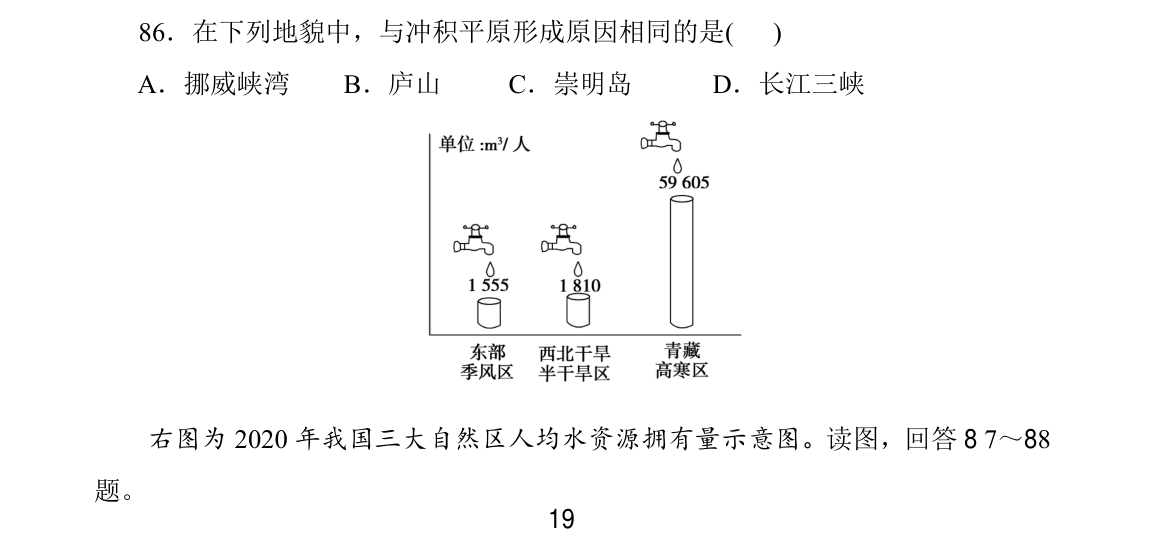 86．在下列地貌中，与冲积平原形成原因相同的是(　)
A．挪威峡湾　B．庐山　C．崇明岛　D．长江三峡
单位:m³/人
59 605
1 555　1 810
东部　西北干旱　青藏
季风区　半干旱区　高寒区
右图为 2020 年我国三大自然区人均水资源拥有量示意图。读图，回答 8 7～88
题。
19